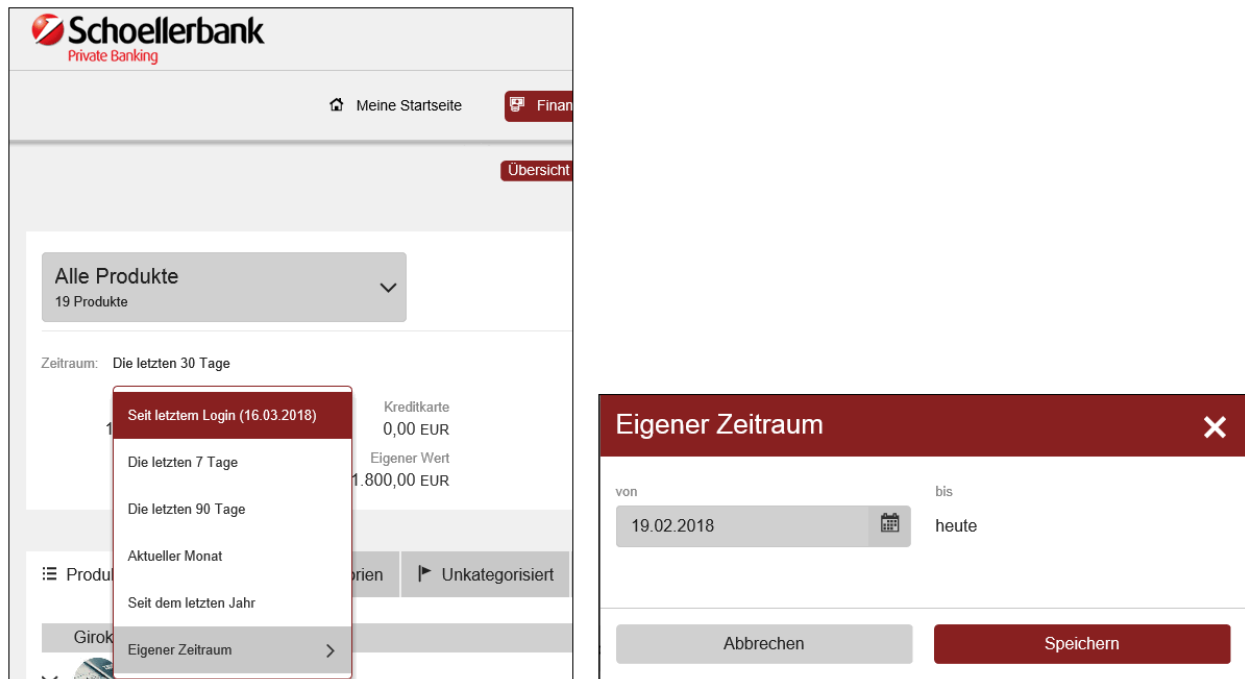 Schoellerbank
Private Banking
Meine Startseite
Finan
Übersicht
Alle Produkte
19 Produkte
Zeitraum: Die letzten 30 Tage
Seit letztem Login (16.03.2018)
Die letzten 7 Tage
Die letzten 90 Tage
Aktueller Monat
Seit dem letzten Jahr
Eigener Zeitraum
1
Kreditkarte
0,00 EUR
Eigener Wert
1.800,00 EUR
Produ
orien
Unkategorisiert
Girok
Eigener Zeitraum
von
bis
19.02.2018
heute
Abbrechen
Speichern